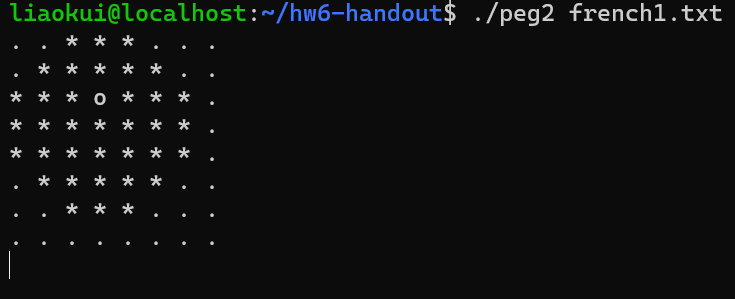 liaokui@localhost:~/hw6-handout$ ./peg2 french1.txt
. . * * * . . .
. * * * * * . .
* * * o * * * .
* * * * * * * .
* * * * * * * .
. * * * * * . .
. . * * * . . .
. . . . . . . .